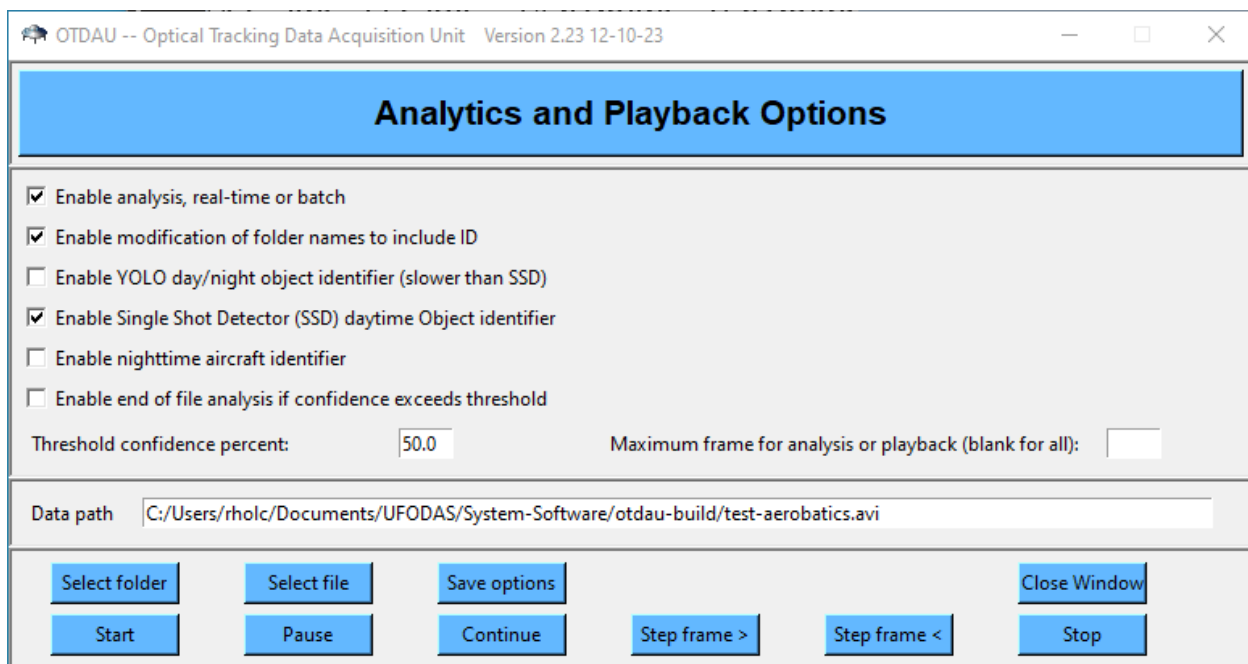 OTDAU -- Optical Tracking Data Acquisition Unit Version 2.23 12-10-23
Analytics and Playback Options
Enable analysis, real-time or batch
Enable modification of folder names to include ID
Enable YOLO day/night object identifier (slower than SSD)
Enable Single Shot Detector (SSD) daytime Object identifier
Enable nighttime aircraft identifier
Enable end of file analysis if confidence exceeds threshold
Threshold confidence percent: 50.0 Maximum frame for analysis or playback (blank for all):
Data path C:/Users/rholc/Documents/UFODAS/System-Software/otdau-build/test-aerobatics.avi
Select folder Select file Save options Close Window
Start Pause Continue Step frame > Step frame < Stop